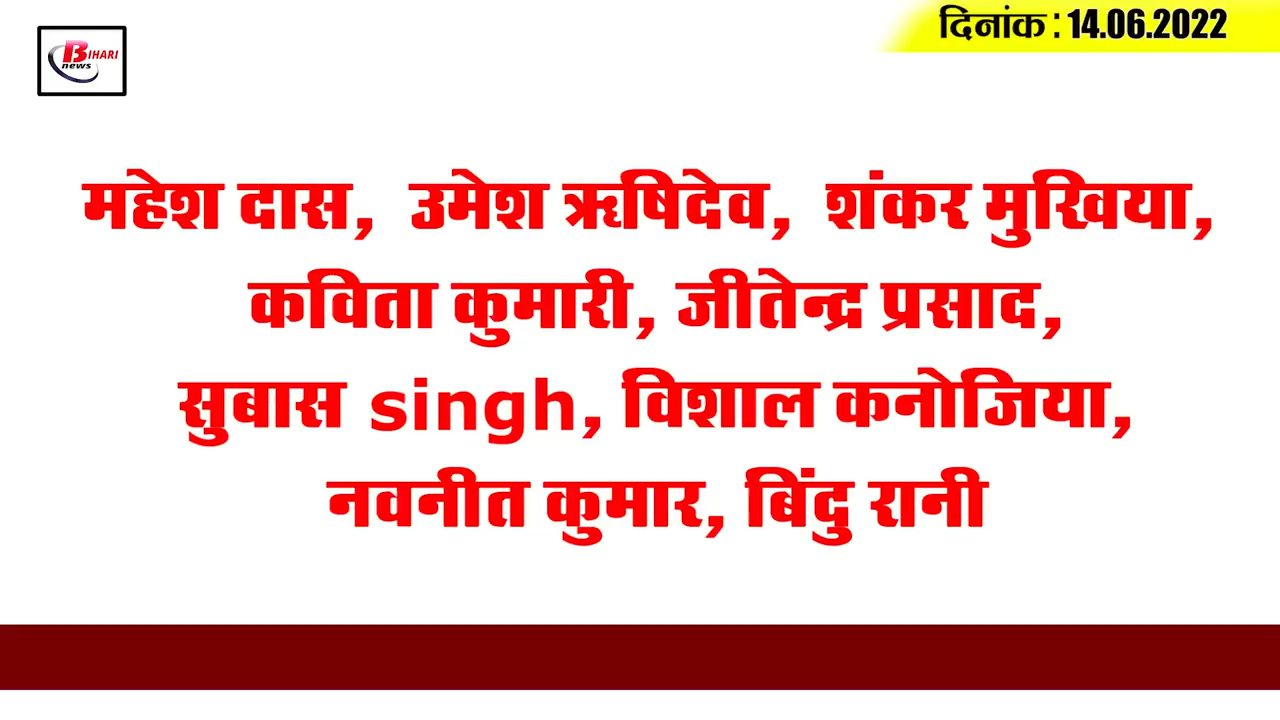 BIHARI
news
दिनांक : 14.06.2022
महेश दास, उमेश ऋषिदेव, शंकर मुखिया,
कविता कुमारी, जीतेन्द्र प्रसाद,
सुबास singh, विशाल कनोजिया,
नवनीत कुमार, बिंदु रानी